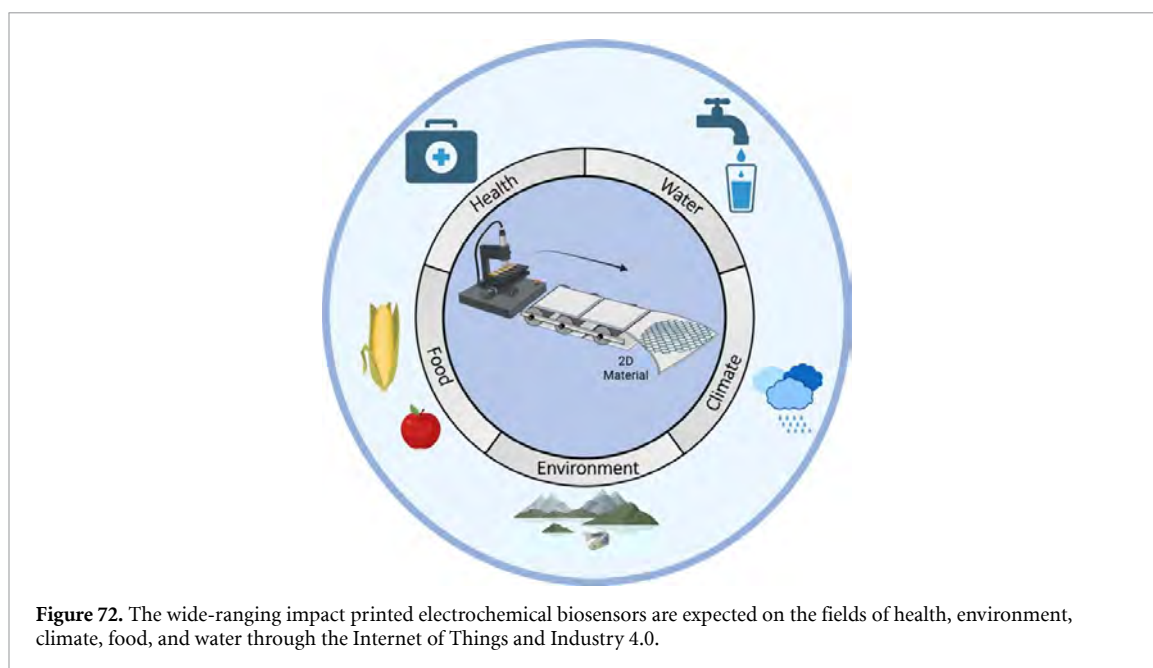 Health
Water
Food
Climate
2D
Material
Environment
Figure 72. The wide-ranging impact printed electrochemical biosensors are expected on the fields of health, environment,
climate, food, and water through the Internet of Things and Industry 4.0.